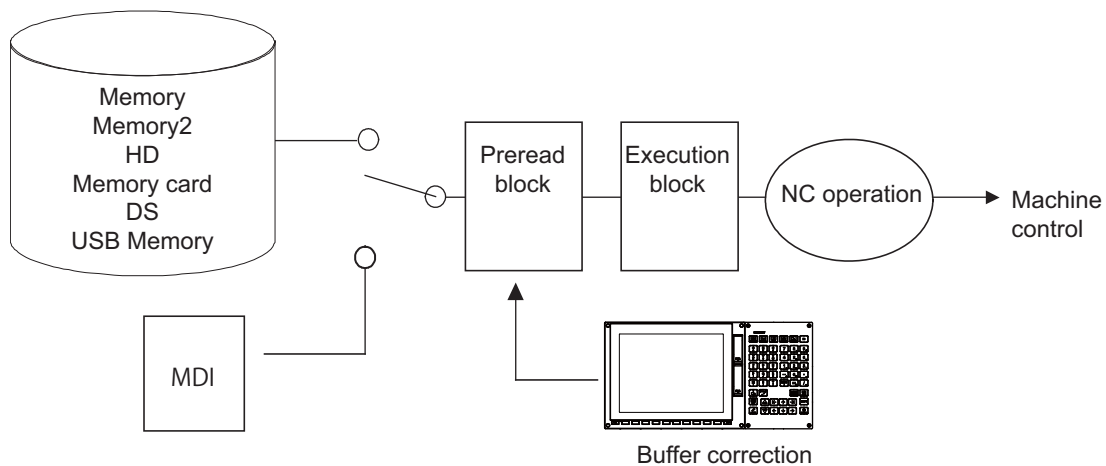 Memory
Memory2
HD
Memory card
DS
USB Memory
MDI
Preread
block
Execution
block
NC operation
Machine
control
Buffer correction